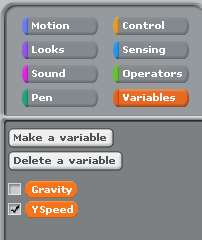 Motion Control
Looks Sensing
Sound Operators
Pen Variables
Make a variable
Delete a variable
Gravity
YSpeed